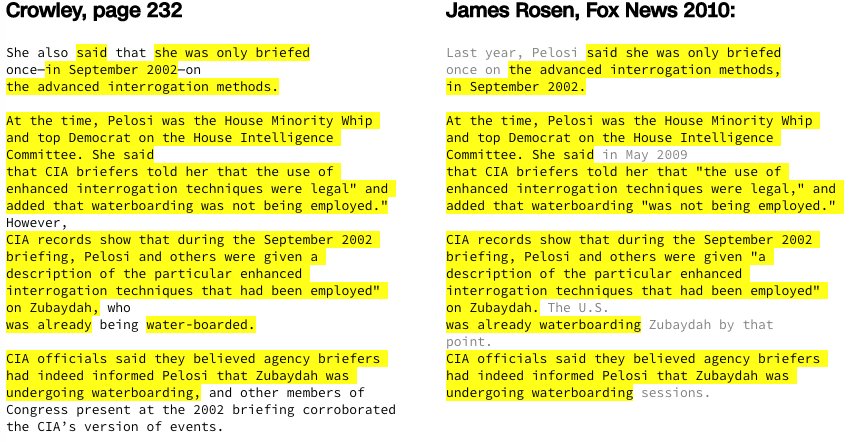 Crowley, page 232
She also said that she was only briefed
once—in September 2002—on
the advanced interrogation methods.
At the time, Pelosi was the House Minority Whip
and top Democrat on the House Intelligence
Committee. She said
that CIA briefers told her that the use of
enhanced interrogation techniques were legal" and
added that waterboarding was not being employed."
However,
CIA records show that during the September 2002
briefing, Pelosi and others were given a
description of the particular enhanced
interrogation techniques that had been employed"
on Zubaydah, who
was already being water-boarded.
CIA officials said they believed agency briefers
had indeed informed Pelosi that Zubaydah was
undergoing waterboarding, and other members of
Congress present at the 2002 briefing corroborated
the CIA’s version of events.
James Rosen, Fox News 2010:
Last year, Pelosi said she was only briefed
once on the advanced interrogation methods,
in September 2002.
At the time, Pelosi was the House Minority Whip
and top Democrat on the House Intelligence
Committee. She said in May 2009
that CIA briefers told her that "the use of
enhanced interrogation techniques were legal," and
added that waterboarding "was not being employed."
CIA records show that during the September 2002
briefing, Pelosi and others were given "a
description of the particular enhanced
interrogation techniques that had been employed"
on Zubaydah. The U.S.
was already waterboarding Zubaydah by that
point.
CIA officials said they believed agency briefers
had indeed informed Pelosi that Zubaydah was
undergoing waterboarding sessions.